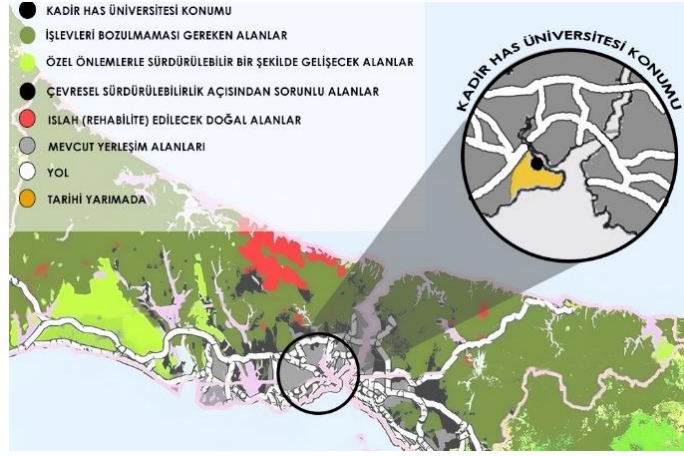 KADİR HAS ÜNİVERSİTESİ KONUMU
İŞLEVLERİ BOZULMAMASI GEREKEN ALANLAR
ÖZEL ÖNLEMLERLE SÜRDÜRÜLEBİLİR BİR ŞEKİLDE GELİŞECEK ALANLAR
ÇEVRESEL SÜRDÜRÜLEBİLİRLİK AÇISINDAN SORUNLU ALANLAR
ISLAH (REHABİLİTE) EDİLECEK DOĞAL ALANLAR
MEVCUT YERLEŞİM ALANLARI
YOL
TARİHİ YARIMADA
KADİR HAS ÜNİVERSİTESİ KONUMU